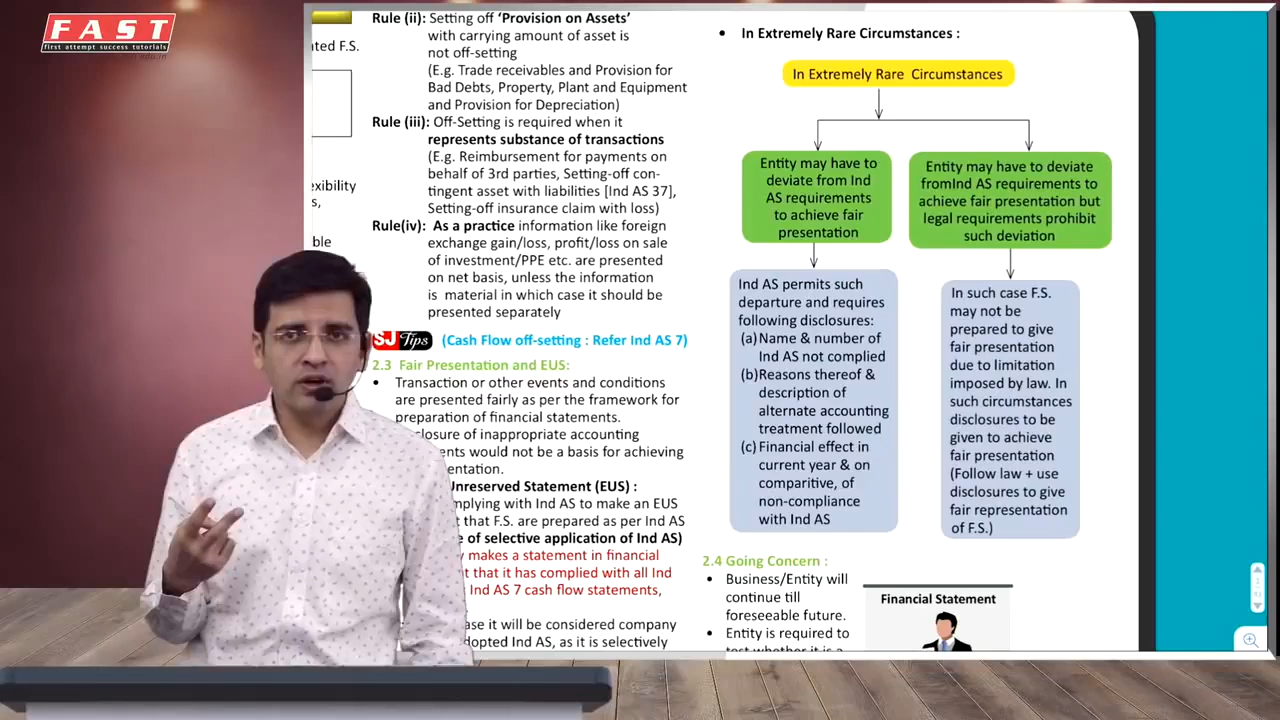 FAST
first attempt success tutorials
ted F.S.
exibility
s,
ble
Rule (ii): Setting off ‘Provision on Assets’
with carrying amount of asset is
not off-setting
(E.g. Trade receivables and Provision for
Bad Debts, Property, Plant and Equipment
and Provision for Depreciation)
Rule (iii): Off-Setting is required when it
represents substance of transactions
(E.g. Reimbursement for payments on
behalf of 3rd parties, Setting-off con-
tingent asset with liabilities [Ind AS 37],
Setting-off insurance claim with loss)
Rule(iv): As a practice information like foreign
exchange gain/loss, profit/loss on sale
of investment/PPE etc. are presented
on net basis, unless the information
is material in which case it should be
presented separately
SJ Tips (Cash Flow off-setting : Refer Ind AS 7)
2.3 Fair Presentation and EUS:
• Transaction or other events and conditions
are presented fairly as per the framework for
preparation of financial statements.
closure of inappropriate accounting
ents would not be a basis for achieving
entation.
Unreserved Statement (EUS) :
mplying with Ind AS to make an EUS
t that F.S. are prepared as per Ind AS
e of selective application of Ind AS)
y makes a statement in financial
t that it has complied with all Ind
Ind AS 7 cash flow statements,
ase it will be considered company
dopted Ind AS, as it is selectively
• In Extremely Rare Circumstances :
In Extremely Rare Circumstances
Entity may have to
deviate from Ind
AS requirements
to achieve fair
presentation
Entity may have to deviate
fromInd AS requirements to
achieve fair presentation but
legal requirements prohibit
such deviation
Ind AS permits such
departure and requires
following disclosures:
(a) Name & number of
Ind AS not complied
(b) Reasons thereof &
description of
alternate accounting
treatment followed
(c) Financial effect in
current year & on
comparitive, of
non-compliance
with Ind AS
In such case F.S.
may not be
prepared to give
fair presentation
due to limitation
imposed by law. In
such circumstances
disclosures to be
given to achieve
fair presentation
(Follow law + use
disclosures to give
fair representation
of F.S.)
2.4 Going Concern :
• Business/Entity will
continue till
foreseeable future.
• Entity is required to
test whether it is a
Financial Statement